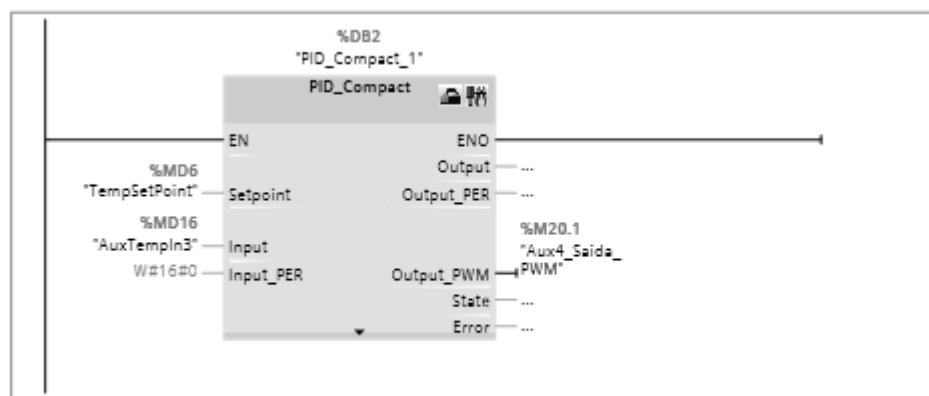 %DB2
"PID_Compact_1"
PID_Compact
EN
ENO
Output
...
%MD6
"TempSetPoint"
Setpoint
Output_PER
...
%MD16
"AuxTempIn3"
Input
%M20.1
"Aux4_Saida_
PWM"
W#16#0
Input_PER
Output_PWM
State
...
Error
...